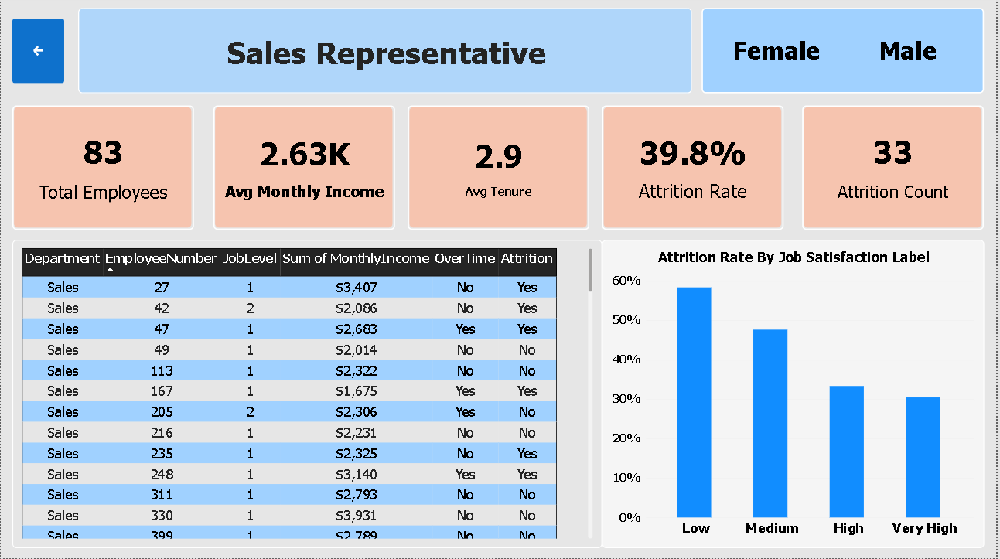 Sales Representative
Female Male
83
Total Employees
2.63K
Avg Monthly Income
2.9
Avg Tenure
39.8%
Attrition Rate
33
Attrition Count
Department EmployeeNumber JobLevel Sum of MonthlyIncome OverTime Attrition
Sales 27 1 $3,407 No Yes
Sales 42 2 $2,086 No Yes
Sales 47 1 $2,683 Yes Yes
Sales 49 1 $2,014 No No
Sales 113 1 $2,322 No No
Sales 167 1 $1,675 Yes Yes
Sales 205 2 $2,306 Yes No
Sales 216 1 $2,231 No No
Sales 235 1 $2,325 No Yes
Sales 248 1 $3,140 Yes Yes
Sales 311 1 $2,793 No No
Sales 330 1 $3,931 No No
Sales 399 1 $2,789 No No
Attrition Rate By Job Satisfaction Label
60%
50%
40%
30%
20%
10%
0%
Low Medium High Very High